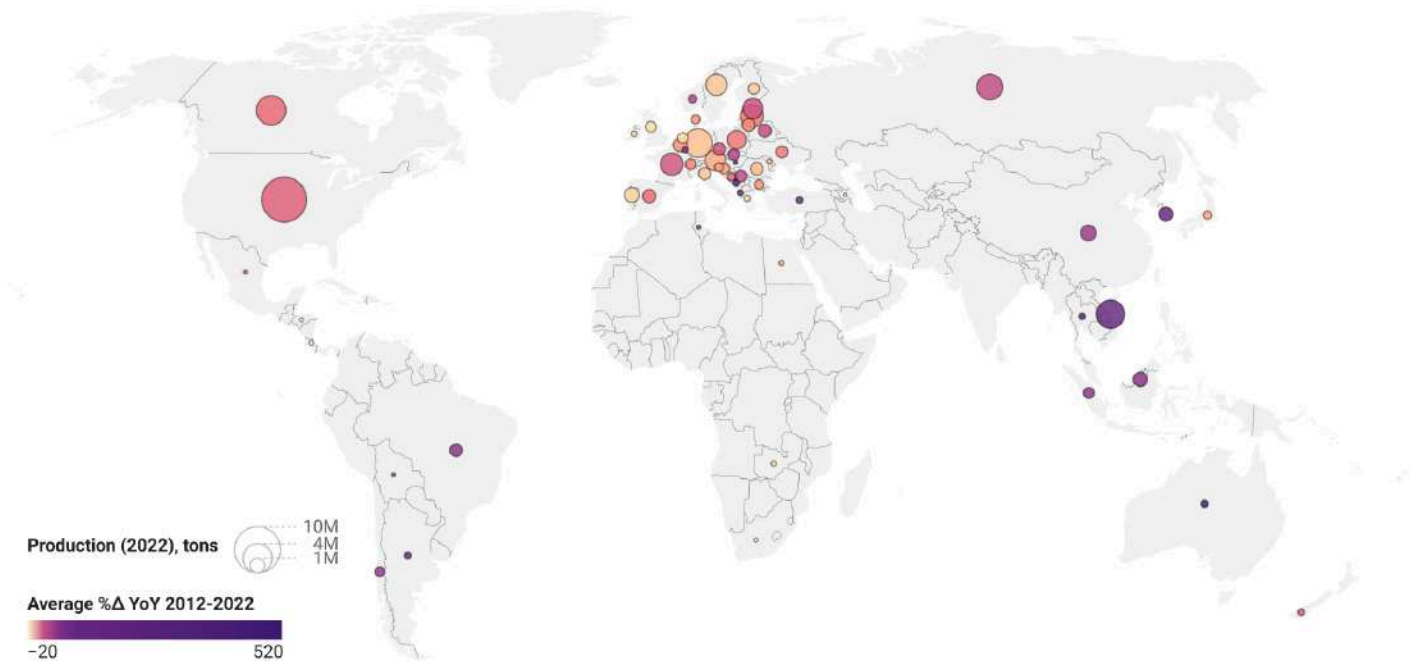 Production (2022), tons
10M
4M
1M
Average %Δ YoY 2012-2022
−20 520